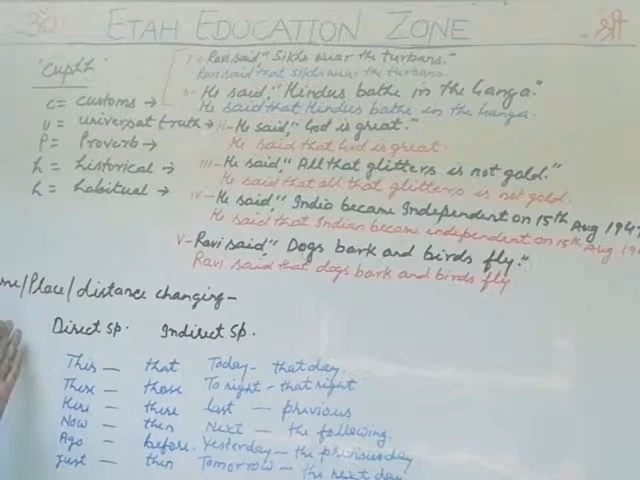 ॐ ETAH EDUCATION ZONE श्री
'Cuphh'
i- Ravi said," Sikhs wear the turbans."
Ravi said that sikhs wear the turbans.
He said," Hindus bathe in the Ganga."
He said that Hindus bathe in the Ganga.
C = customs →
u = universal truth → ii- He said," God is great."
He said that God is great
P = Proverb →
h = historical → iii- He said," All that glitters is not gold."
He said that all that glitters is not gold.
h = habitual → iv- He said," India became Independent on 15th Aug 194
He said that Indian became independent on 15th Aug 194
v- Ravi said," Dogs bark and birds fly."
Ravi said that dogs bark and birds fly
me/Place/distance changing-
Direct Sp. Indirect Sp.
This — that Today - that day.
These — those To night - that night
Here — there last — previous
Now — then Next — the following.
Ago — before. Yesterday — the previous day
Just — then Tomorrow — the next day